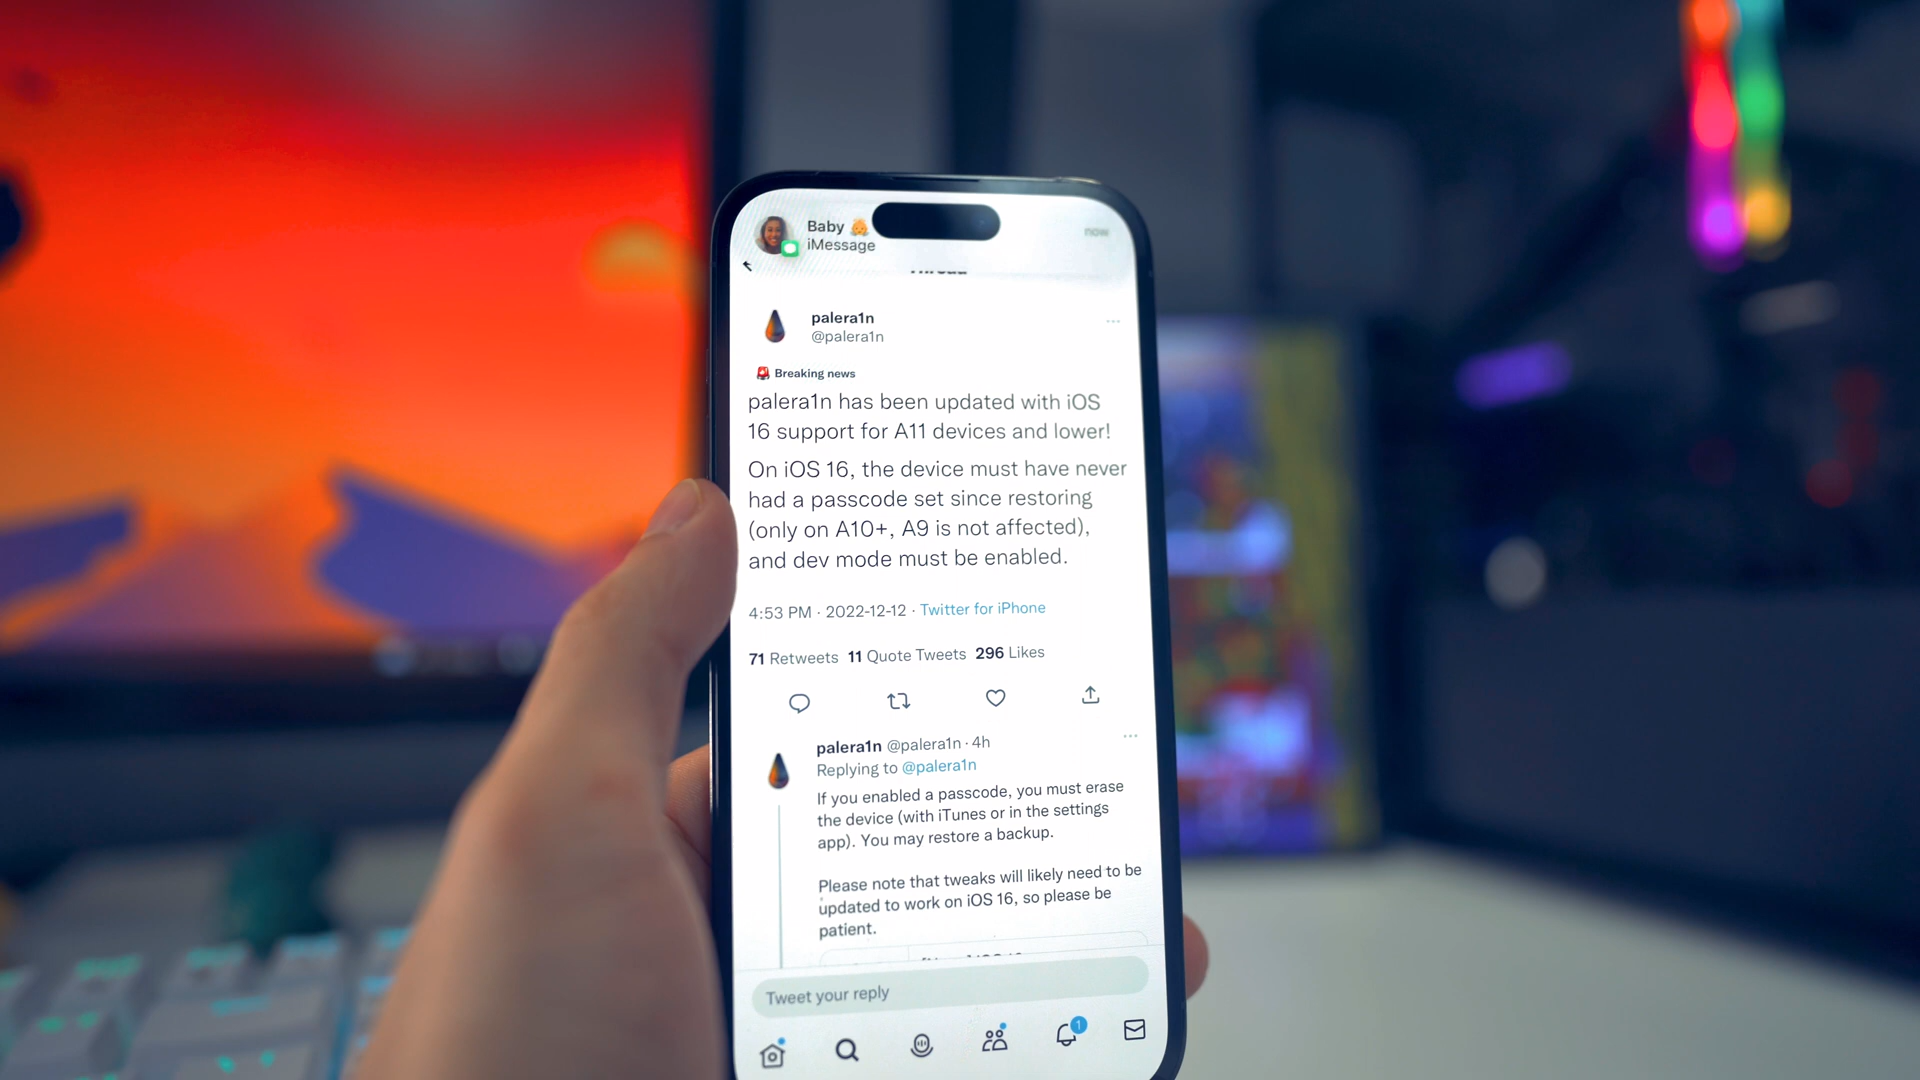 Baby
iMessage
now
palera1n
@palera1n
Breaking news
palera1n has been updated with iOS
16 support for A11 devices and lower!
On iOS 16, the device must have never
had a passcode set since restoring
(only on A10+, A9 is not affected),
and dev mode must be enabled.
4:53 PM · 2022-12-12 · Twitter for iPhone
71 Retweets 11 Quote Tweets 296 Likes
palera1n @palera1n · 4h
Replying to @palera1n
If you enabled a passcode, you must erase
the device (with iTunes or in the settings
app). You may restore a backup.
Please note that tweaks will likely need to be
updated to work on iOS 16, so please be
patient.
Tweet your reply
1